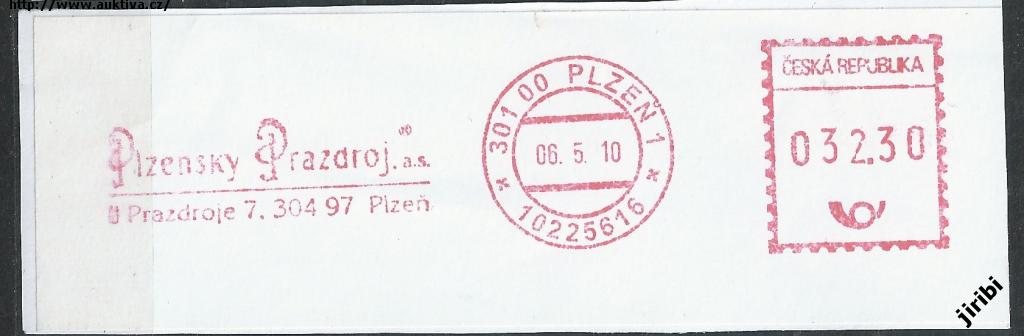 http://www.auktiva.cz/
Plzensky Prazdroj, a.s.
U Prazdroje 7, 304 97 Plzeň
301 00 PLZEŇ 1
06. 5. 10
* 10225616 *
ČESKÁ REPUBLIKA
032.30
jiribi